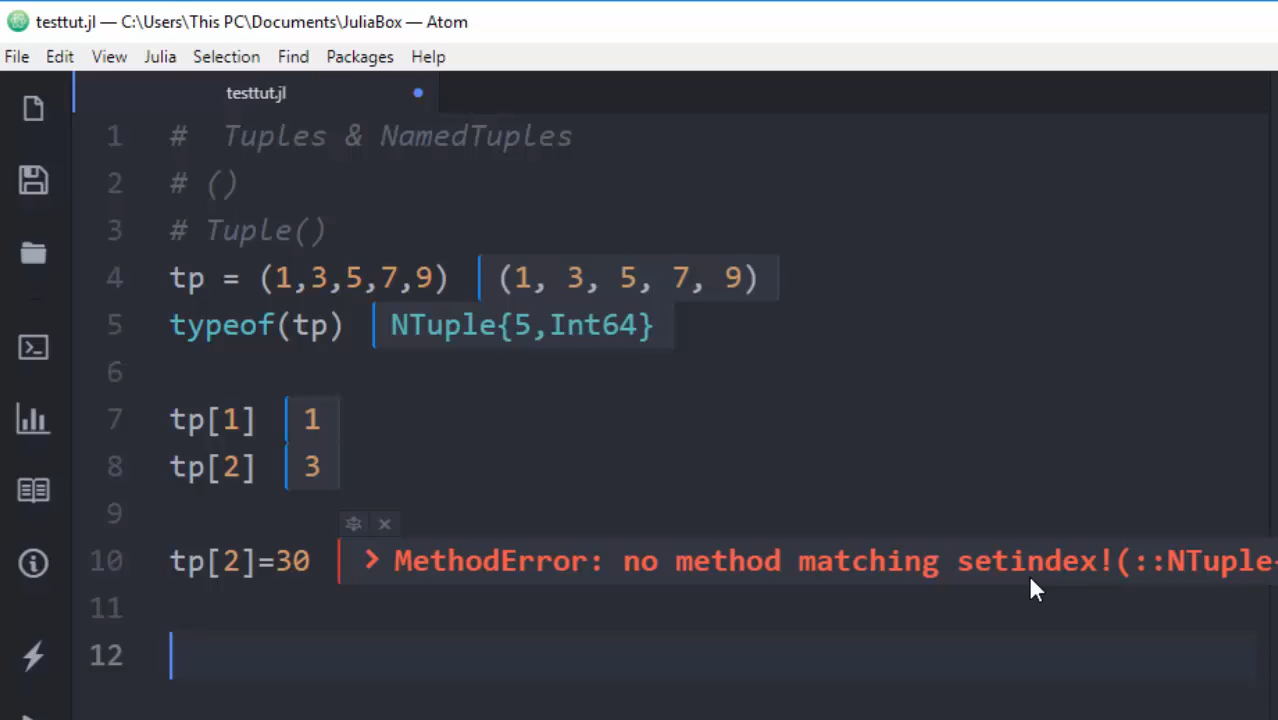 testtut.jl — C:\Users\This PC\Documents\JuliaBox — Atom
File Edit View Julia Selection Find Packages Help
testtut.jl
1 # Tuples & NamedTuples
2 # ()
3 # Tuple()
4 tp = (1,3,5,7,9) (1, 3, 5, 7, 9)
5 typeof(tp) NTuple{5,Int64}
6
7 tp[1] 1
8 tp[2] 3
9
10 tp[2]=30 > MethodError: no method matching setindex!(::NTuple
11
12